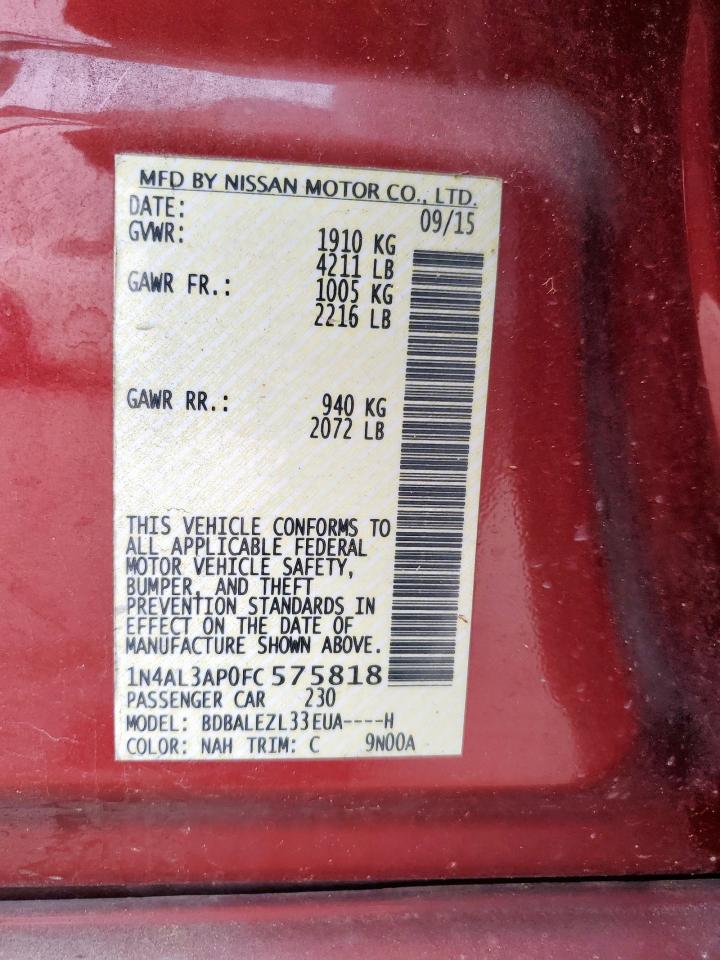 MFD BY NISSAN MOTOR CO., LTD.
DATE: 09/15
GVWR: 1910 KG
4211 LB
GAWR FR.: 1005 KG
2216 LB
GAWR RR.: 940 KG
2072 LB
THIS VEHICLE CONFORMS TO
ALL APPLICABLE FEDERAL
MOTOR VEHICLE SAFETY,
BUMPER, AND THEFT
PREVENTION STANDARDS IN
EFFECT ON THE DATE OF
MANUFACTURE SHOWN ABOVE.
1N4AL3AP0FC575818
PASSENGER CAR 230
MODEL: BDBALEZL33EUA----H
COLOR: NAH TRIM: C 9N00A